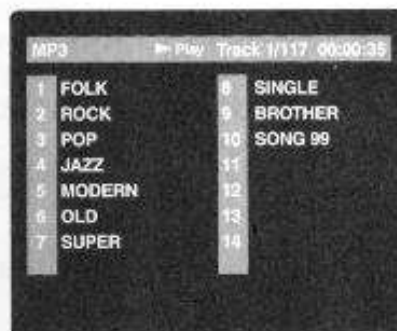 MP3 Play Track 1/117 00:00:35
1 FOLK
2 ROCK
3 POP
4 JAZZ
5 MODERN
6 OLD
7 SUPER
8 SINGLE
9 BROTHER
10 SONG 99
11
12
13
14